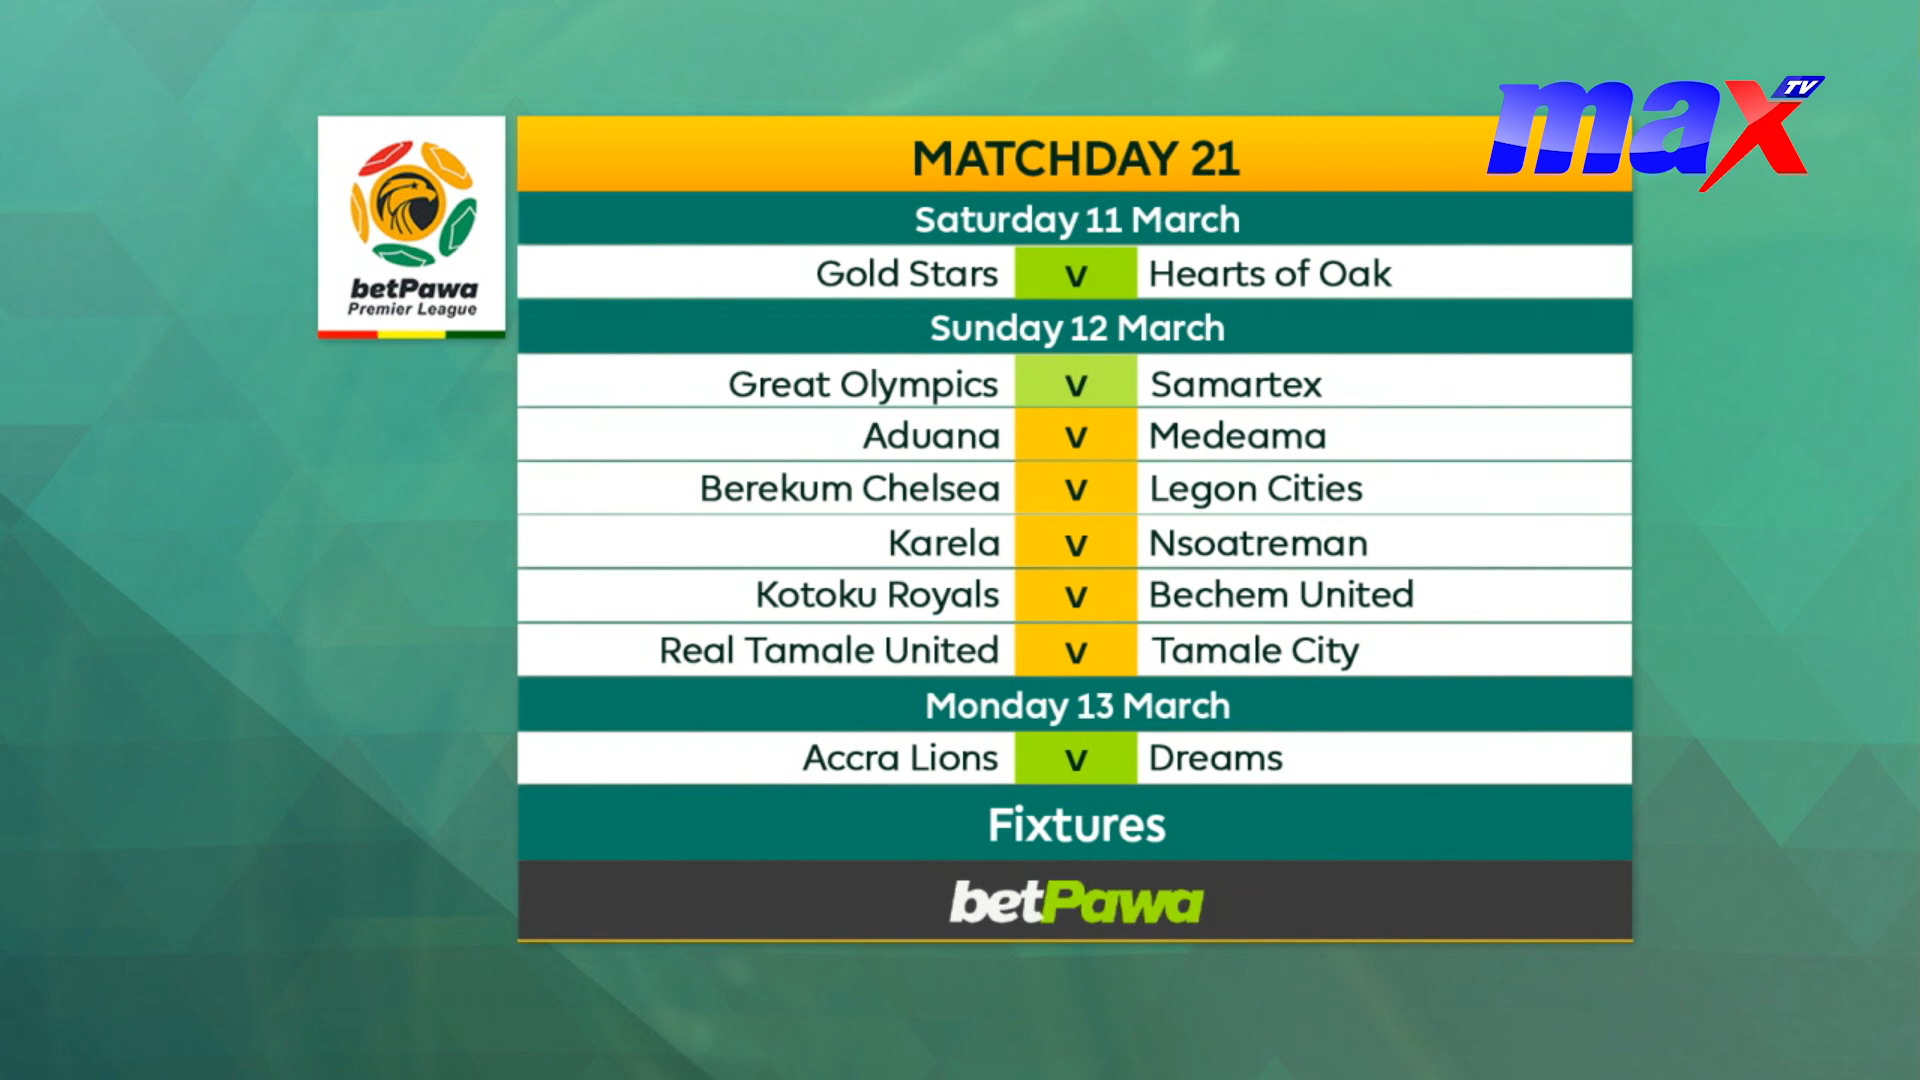 max TV
betPawa
Premier League
MATCHDAY 21
Saturday 11 March
Gold Stars v Hearts of Oak
Sunday 12 March
Great Olympics v Samartex
Aduana v Medeama
Berekum Chelsea v Legon Cities
Karela v Nsoatreman
Kotoku Royals v Bechem United
Real Tamale United v Tamale City
Monday 13 March
Accra Lions v Dreams
Fixtures
betPawa